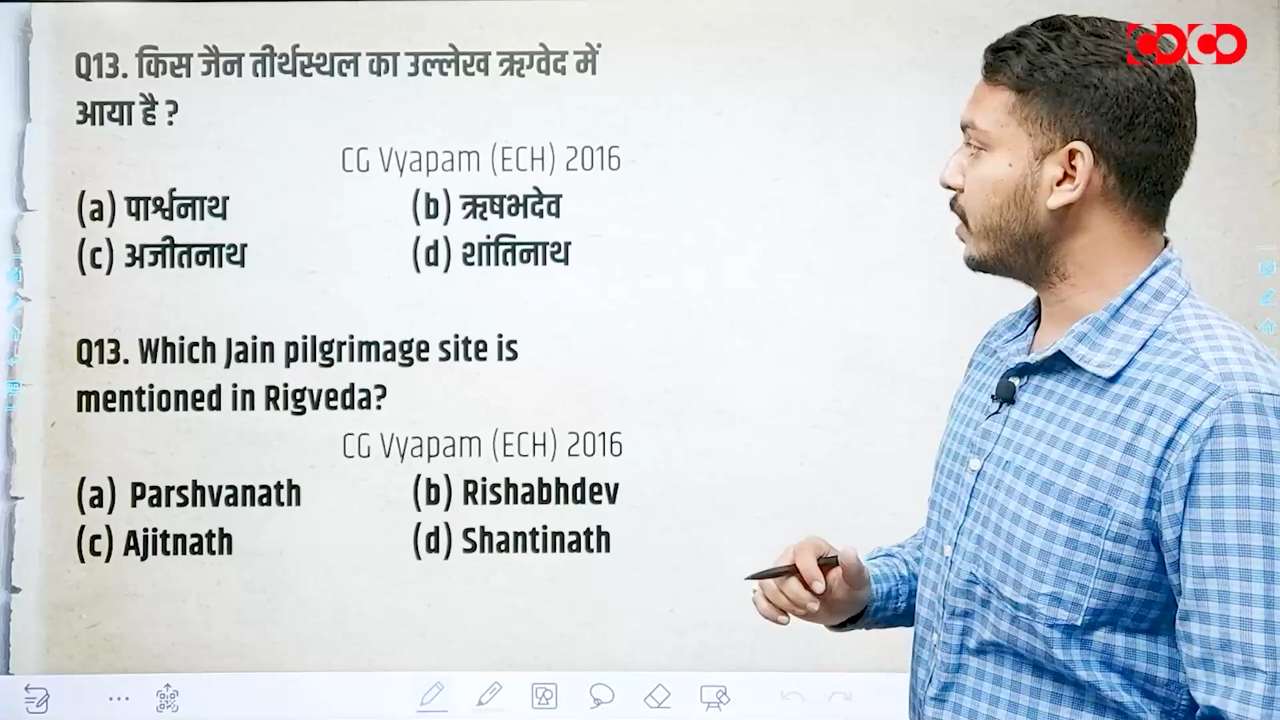 Q13. किस जैन तीर्थस्थल का उल्लेख ऋग्वेद में
आया है ?
CG Vyapam (ECH) 2016
(a) पार्श्वनाथ (b) ऋषभदेव
(c) अजीतनाथ (d) शांतिनाथ
Q13. Which Jain pilgrimage site is
mentioned in Rigveda?
CG Vyapam (ECH) 2016
(a) Parshvanath (b) Rishabhdev
(c) Ajitnath (d) Shantinath